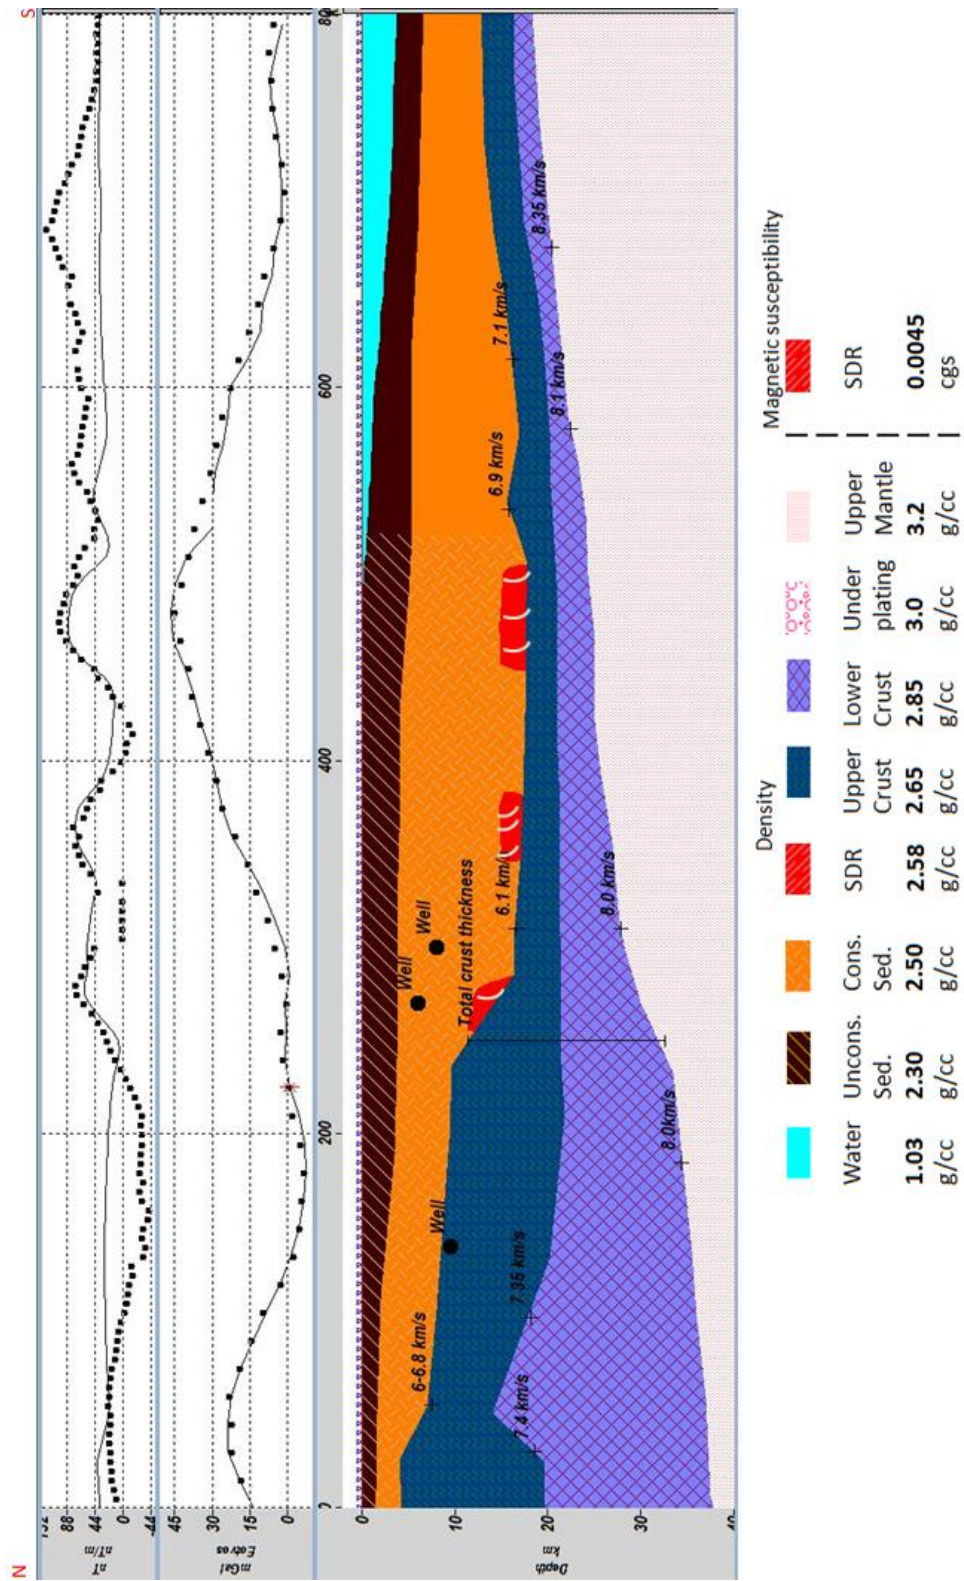 N
S
132
88
44
0
-44
nT
nT/m
45
30
15
0
mGal
Eotvos
0
200
400
600
80
0
10
20
30
40
Depth
km
6-6.8 km/s
7.4 km/s
7.35 km/s
Well
8.0km/s
Well
Well
Total crust thickness
6.1 km/
8.0 km/s
6.9 km/s
7.1 km/s
8.1 km/s
8.35 km/s
Density
Magnetic susceptibility
Water
1.03
g/cc
Uncons.
Sed.
2.30
g/cc
Cons.
Sed.
2.50
g/cc
SDR
2.58
g/cc
Upper
Crust
2.65
g/cc
Lower
Crust
2.85
g/cc
Under
plating
3.0
g/cc
Upper
Mantle
3.2
g/cc
SDR
0.0045
cgs